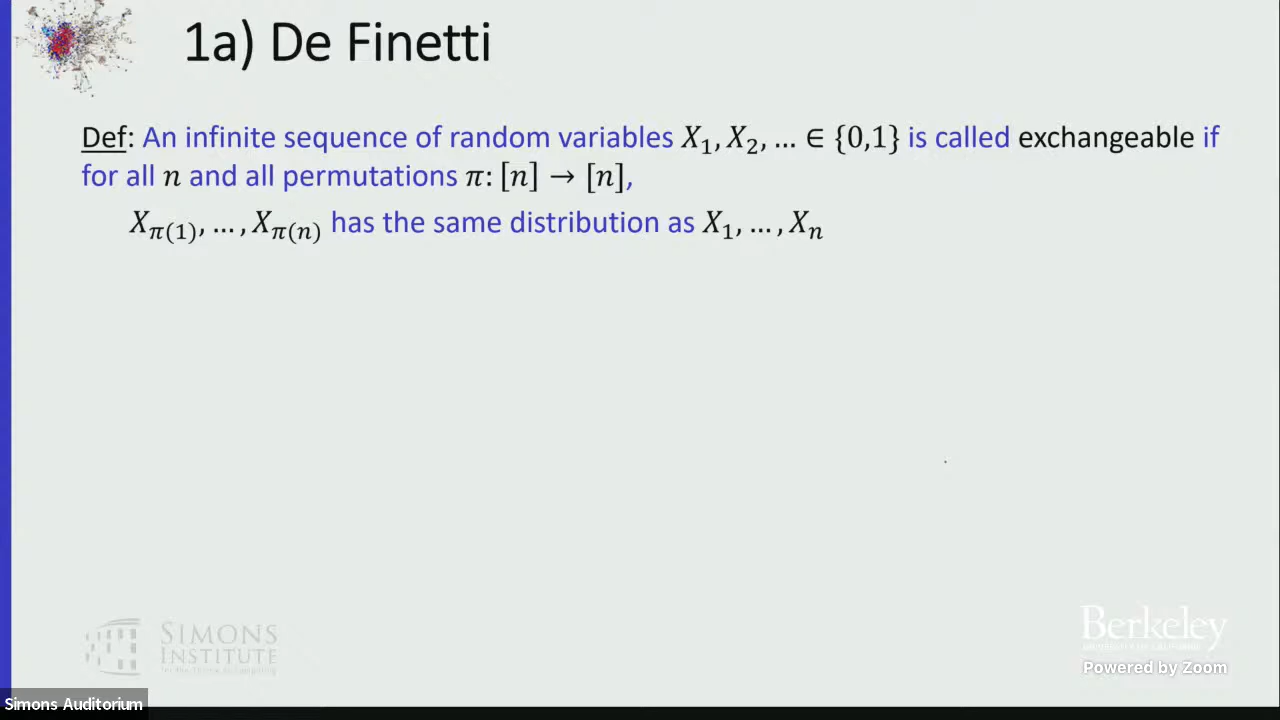 1a) De Finetti
Def: An infinite sequence of random variables X₁, X₂, … ∈ {0,1} is called exchangeable if
for all n and all permutations π: [n] → [n],
X_π(1), … , X_π(n) has the same distribution as X₁, … , Xₙ
SIMONS
INSTITUTE
Berkeley
Powered by Zoom
Simons Auditorium